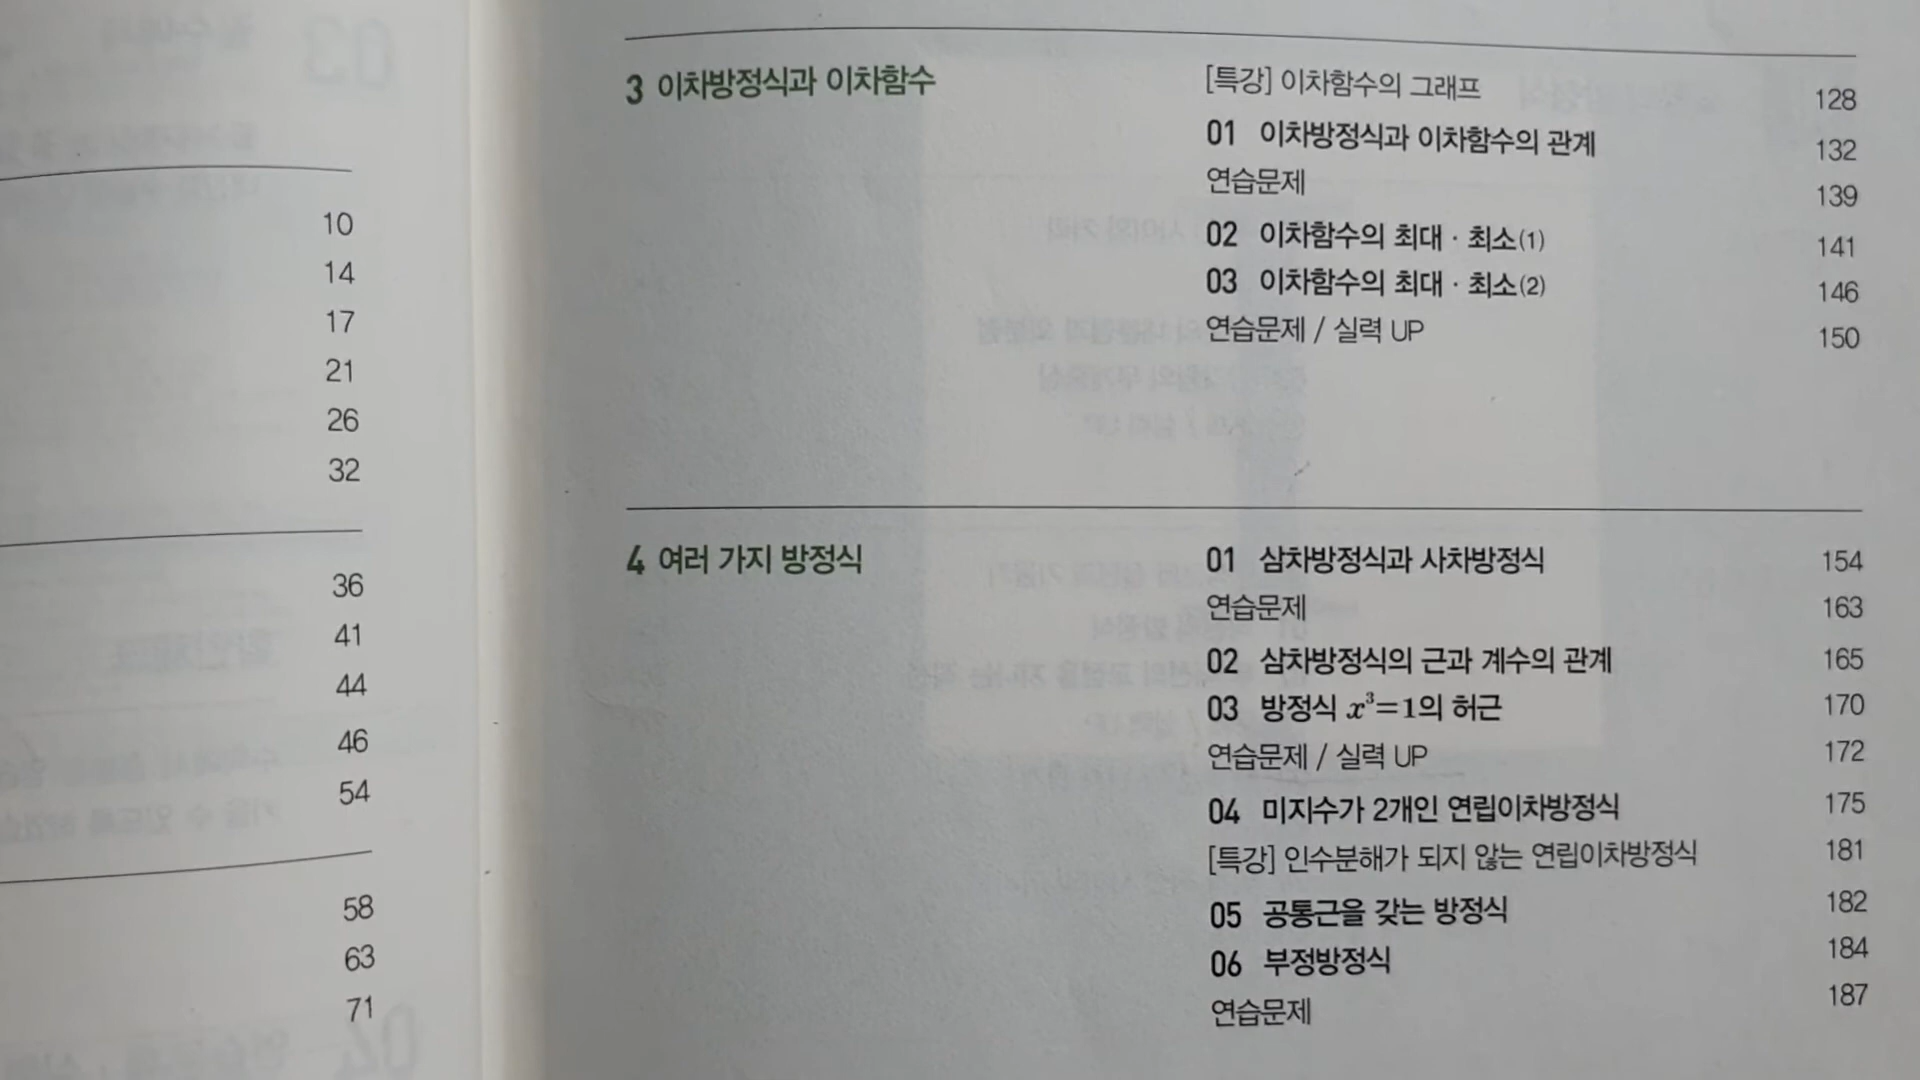 10
14
17
21
26
32
36
41
44
46
54
58
63
71
3 이차방정식과 이차함수
[특강] 이차함수의 그래프 128
01 이차방정식과 이차함수의 관계 132
연습문제 139
02 이차함수의 최대·최소(1) 141
03 이차함수의 최대·최소(2) 146
연습문제 / 실력 UP 150
4 여러 가지 방정식
01 삼차방정식과 사차방정식 154
연습문제 163
02 삼차방정식의 근과 계수의 관계 165
03 방정식 x³=1의 허근 170
연습문제 / 실력 UP 172
04 미지수가 2개인 연립이차방정식 175
[특강] 인수분해가 되지 않는 연립이차방정식 181
05 공통근을 갖는 방정식 182
06 부정방정식 184
연습문제 187